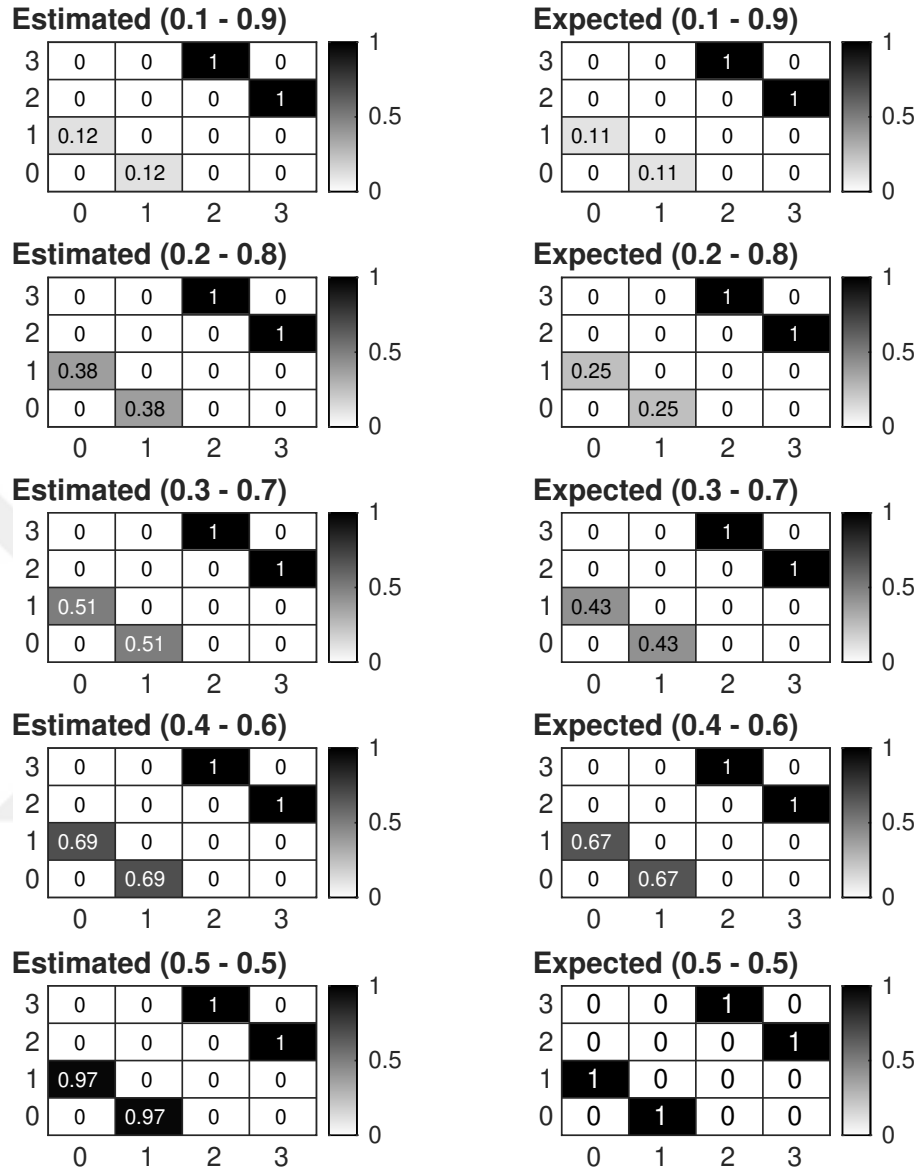 Estimated (0.1 - 0.9)
3 0 0 1 0 1
2 0 0 0 1 0.5
1 0.12 0 0 0
0 0 0.12 0 0 0
0 1 2 3
Expected (0.1 - 0.9)
3 0 0 1 0 1
2 0 0 0 1 0.5
1 0.11 0 0 0
0 0 0.11 0 0 0
0 1 2 3
Estimated (0.2 - 0.8)
3 0 0 1 0 1
2 0 0 0 1 0.5
1 0.38 0 0 0
0 0 0.38 0 0 0
0 1 2 3
Expected (0.2 - 0.8)
3 0 0 1 0 1
2 0 0 0 1 0.5
1 0.25 0 0 0
0 0 0.25 0 0 0
0 1 2 3
Estimated (0.3 - 0.7)
3 0 0 1 0 1
2 0 0 0 1 0.5
1 0.51 0 0 0
0 0 0.51 0 0 0
0 1 2 3
Expected (0.3 - 0.7)
3 0 0 1 0 1
2 0 0 0 1 0.5
1 0.43 0 0 0
0 0 0.43 0 0 0
0 1 2 3
Estimated (0.4 - 0.6)
3 0 0 1 0 1
2 0 0 0 1 0.5
1 0.69 0 0 0
0 0 0.69 0 0 0
0 1 2 3
Expected (0.4 - 0.6)
3 0 0 1 0 1
2 0 0 0 1 0.5
1 0.67 0 0 0
0 0 0.67 0 0 0
0 1 2 3
Estimated (0.5 - 0.5)
3 0 0 1 0 1
2 0 0 0 1 0.5
1 0.97 0 0 0
0 0 0.97 0 0 0
0 1 2 3
Expected (0.5 - 0.5)
3 0 0 1 0 1
2 0 0 0 1 0.5
1 1 0 0 0
0 0 1 0 0 0
0 1 2 3